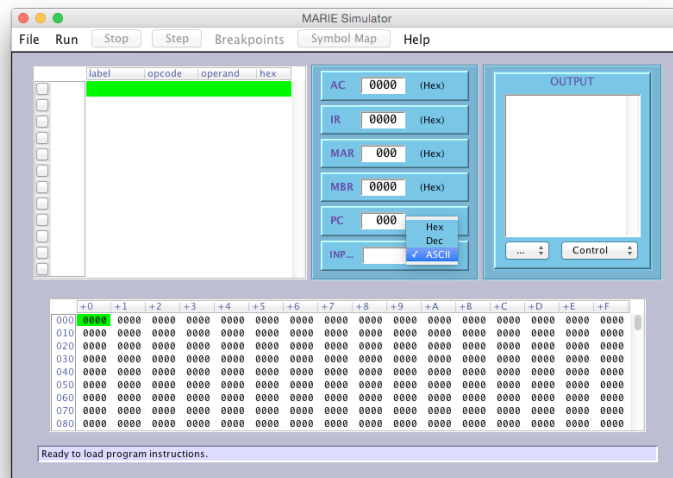 MARIE Simulator
File Run Stop Step Breakpoints Symbol Map Help
label opcode operand hex
AC 0000 (Hex)
IR 0000 (Hex)
MAR 000 (Hex)
MBR 0000 (Hex)
PC 000
INP...
Hex
Dec
✓ ASCII
OUTPUT
... Control
+0 +1 +2 +3 +4 +5 +6 +7 +8 +9 +A +B +C +D +E +F
000 0000 0000 0000 0000 0000 0000 0000 0000 0000 0000 0000 0000 0000 0000 0000 0000
010 0000 0000 0000 0000 0000 0000 0000 0000 0000 0000 0000 0000 0000 0000 0000 0000
020 0000 0000 0000 0000 0000 0000 0000 0000 0000 0000 0000 0000 0000 0000 0000 0000
030 0000 0000 0000 0000 0000 0000 0000 0000 0000 0000 0000 0000 0000 0000 0000 0000
040 0000 0000 0000 0000 0000 0000 0000 0000 0000 0000 0000 0000 0000 0000 0000 0000
050 0000 0000 0000 0000 0000 0000 0000 0000 0000 0000 0000 0000 0000 0000 0000 0000
060 0000 0000 0000 0000 0000 0000 0000 0000 0000 0000 0000 0000 0000 0000 0000 0000
070 0000 0000 0000 0000 0000 0000 0000 0000 0000 0000 0000 0000 0000 0000 0000 0000
080 0000 0000 0000 0000 0000 0000 0000 0000 0000 0000 0000 0000 0000 0000 0000 0000
Ready to load program instructions.